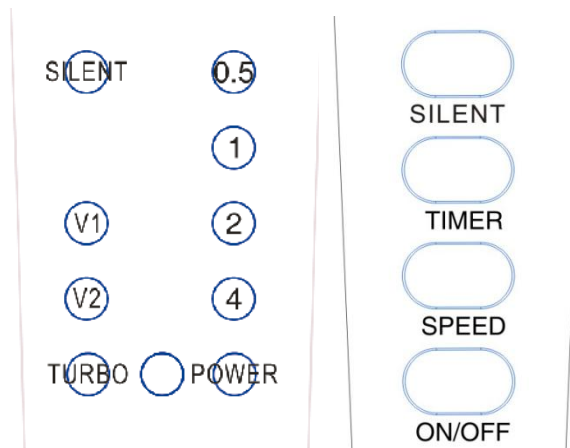 SILENT 0.5
1
V1 2
V2 4
TURBO POWER
SILENT
TIMER
SPEED
ON/OFF